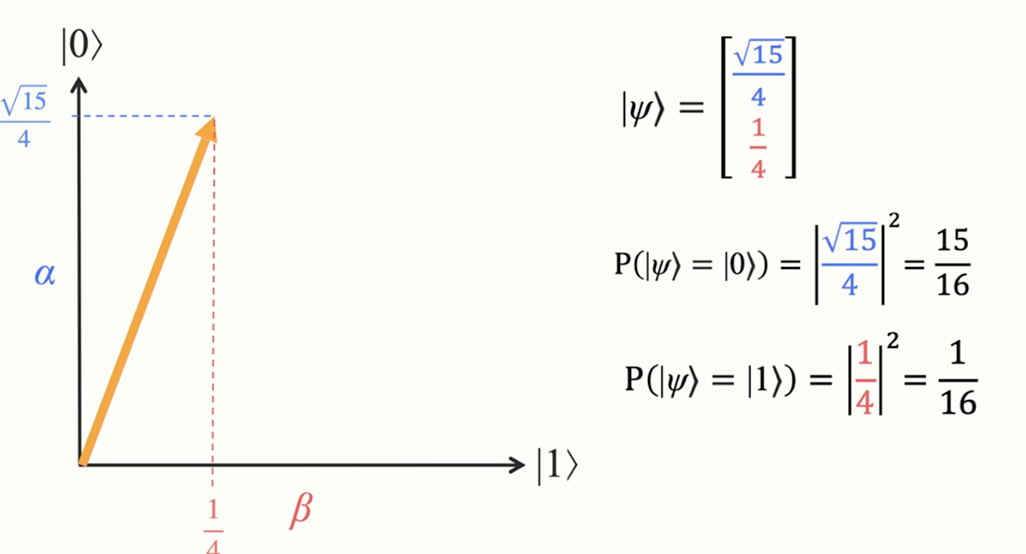 |0⟩
√15/4
α
1/4
β
|1⟩
|ψ⟩ = [√15/4 1/4]
P(|ψ⟩ = |0⟩) = |√15/4|² = 15/16
P(|ψ⟩ = |1⟩) = |1/4|² = 1/16